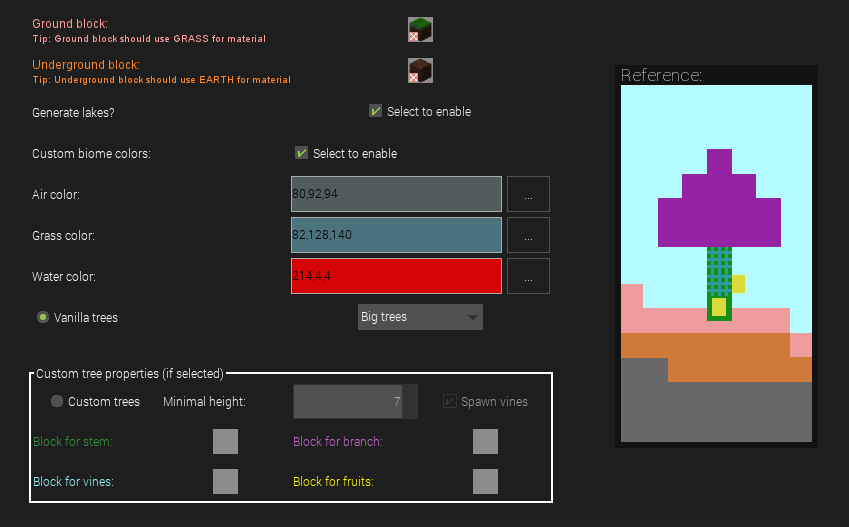 Ground block:
Tip: Ground block should use GRASS for material
Underground block:
Tip: Underground block should use EARTH for material
Generate lakes?
Select to enable
Custom biome colors:
Select to enable
Air color:
80,92,94
...
Grass color:
82,128,140
...
Water color:
214,4,4
...
Vanilla trees
Big trees
Custom tree properties (if selected)
Custom trees
Minimal height:
7
Spawn vines
Block for stem:
Block for branch:
Block for vines:
Block for fruits:
Reference: